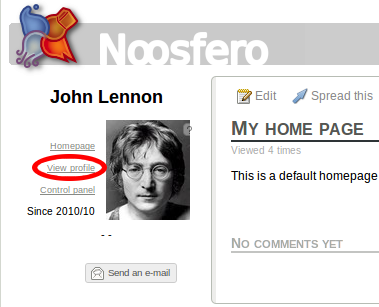 Noosfero
John Lennon
Homepage
View profile
Control panel
Since 2010/10
?
- -
Send an e-mail
Edit
Spread this
My home page
Viewed 4 times
This is a default homepage
No comments yet